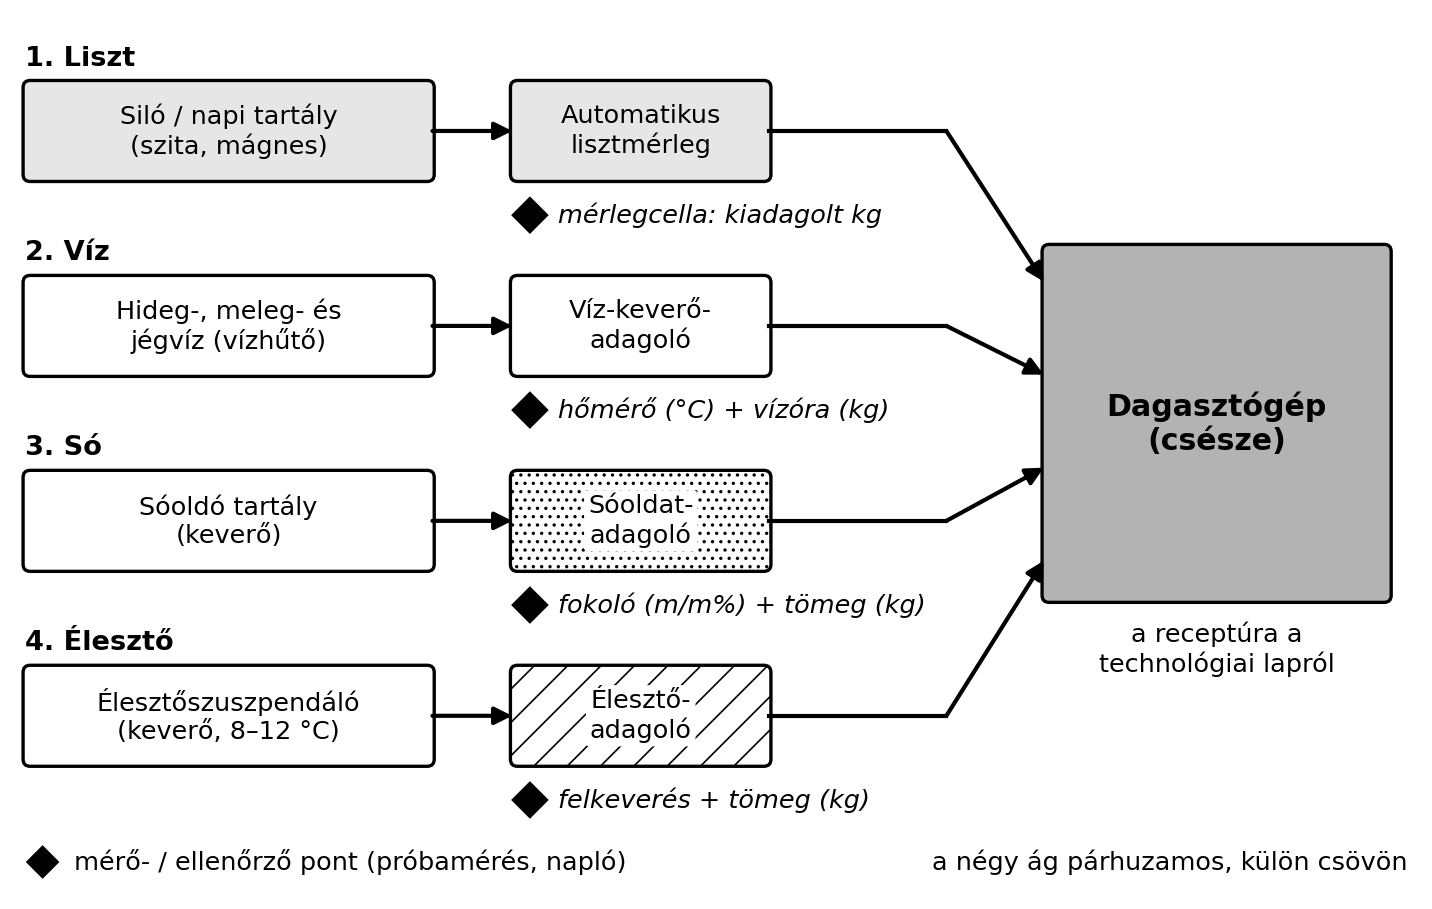 1. Liszt
Siló / napi tartály
(szita, mágnes)
Automatikus
lisztmérleg
mérlegcella: kiadagolt kg
2. Víz
Hideg-, meleg- és
jégvíz (vízhűtő)
Víz-keverő-
adagoló
hőmérő (°C) + vízóra (kg)
3. Só
Sóoldó tartály
(keverő)
Sóoldat-
adagoló
fokoló (m/m%) + tömeg (kg)
4. Élesztő
Élesztőszuszpendáló
(keverő, 8–12 °C)
Élesztő-
adagoló
felkeverés + tömeg (kg)
Dagasztógép
(csésze)
a receptúra a
technológiai lapról
mérő- / ellenőrző pont (próbamérés, napló)
a négy ág párhuzamos, külön csövön